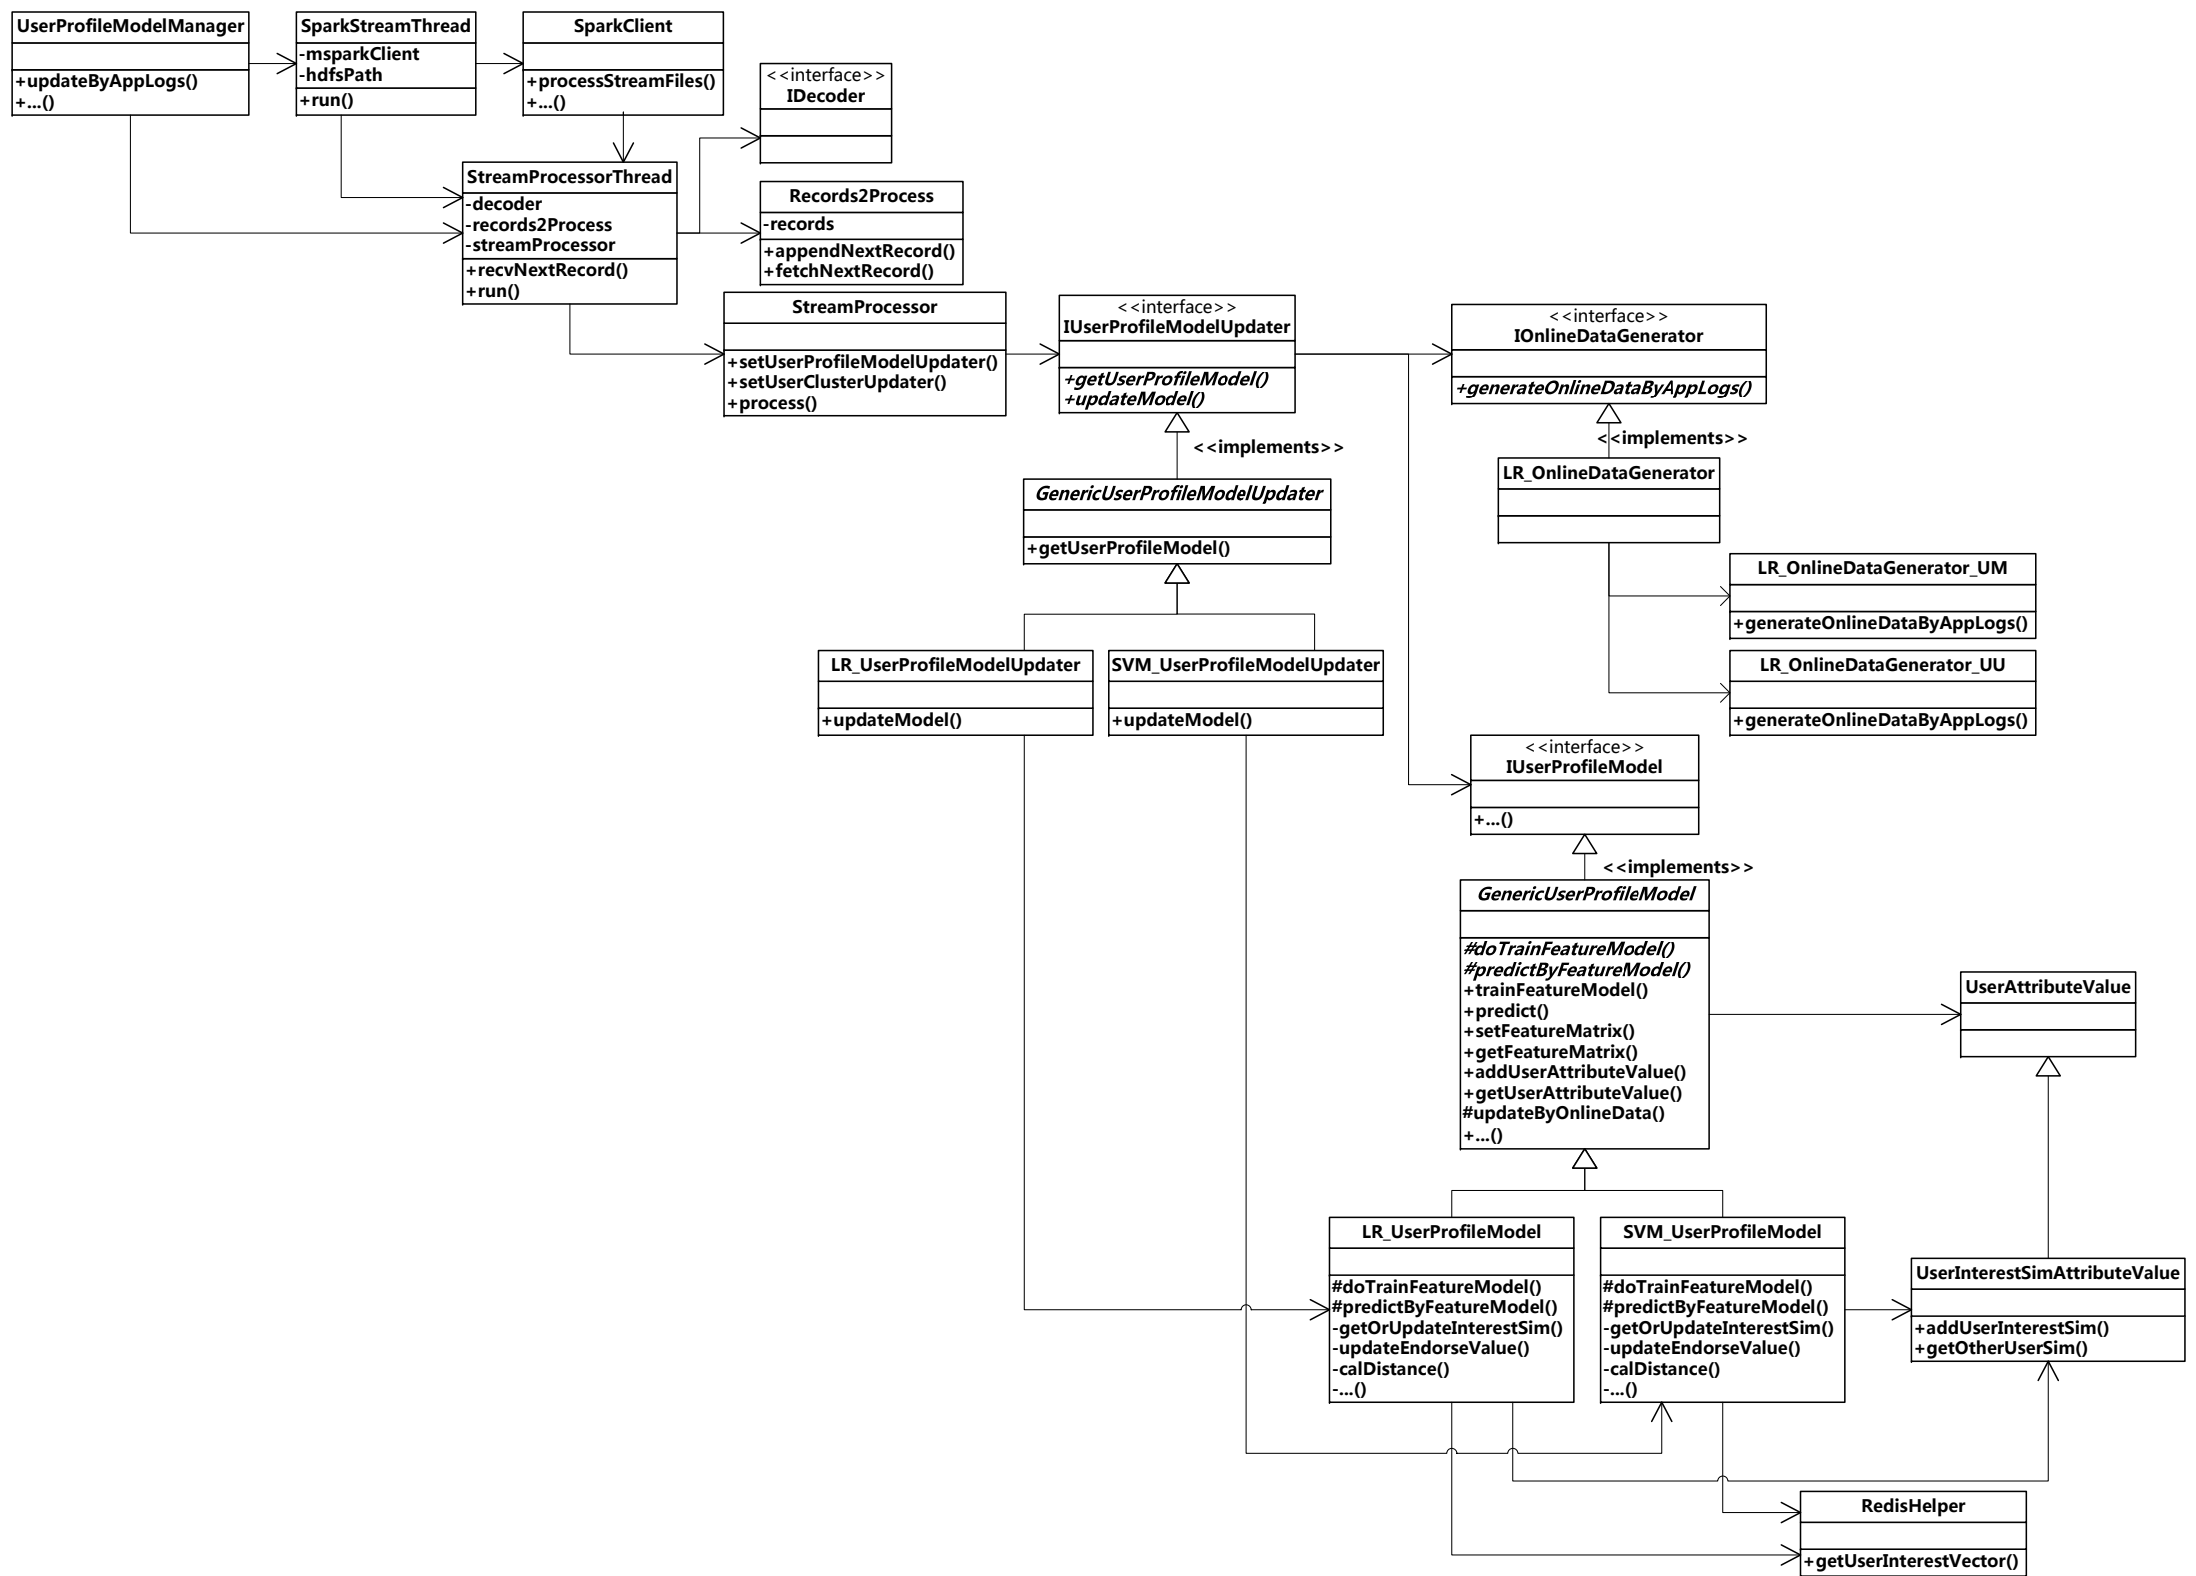 UserProfileModelManager
+updateByAppLogs()
+...()
SparkStreamThread
-msparkClient
-hdfsPath
+run()
SparkClient
+processStreamFiles()
+...()
<<interface>>
IDecoder
StreamProcessorThread
-decoder
-records2Process
-streamProcessor
+recvNextRecord()
+run()
Records2Process
-records
+appendNextRecord()
+fetchNextRecord()
StreamProcessor
+setUserProfileModelUpdater()
+setUserClusterUpdater()
+process()
<<interface>>
IUserProfileModelUpdater
+getUserProfileModel()
+updateModel()
<<interface>>
IOnlineDataGenerator
+generateOnlineDataByAppLogs()
<<implements>>
<<implements>>
GenericUserProfileModelUpdater
+getUserProfileModel()
LR_OnlineDataGenerator
LR_OnlineDataGenerator_UM
+generateOnlineDataByAppLogs()
LR_UserProfileModelUpdater
+updateModel()
SVM_UserProfileModelUpdater
+updateModel()
LR_OnlineDataGenerator_UU
+generateOnlineDataByAppLogs()
<<interface>>
IUserProfileModel
+...()
<<implements>>
GenericUserProfileModel
#doTrainFeatureModel()
#predictByFeatureModel()
+trainFeatureModel()
+predict()
+setFeatureMatrix()
+getFeatureMatrix()
+addUserAttributeValue()
+getUserAttributeValue()
#updateByOnlineData()
+...()
UserAttributeValue
LR_UserProfileModel
#doTrainFeatureModel()
#predictByFeatureModel()
-getOrUpdateInterestSim()
-updateEndorseValue()
-calDistance()
-...()
SVM_UserProfileModel
#doTrainFeatureModel()
#predictByFeatureModel()
-getOrUpdateInterestSim()
-updateEndorseValue()
-calDistance()
-...()
UserInterestSimAttributeValue
+addUserInterestSim()
+getOtherUserSim()
RedisHelper
+getUserInterestVector()